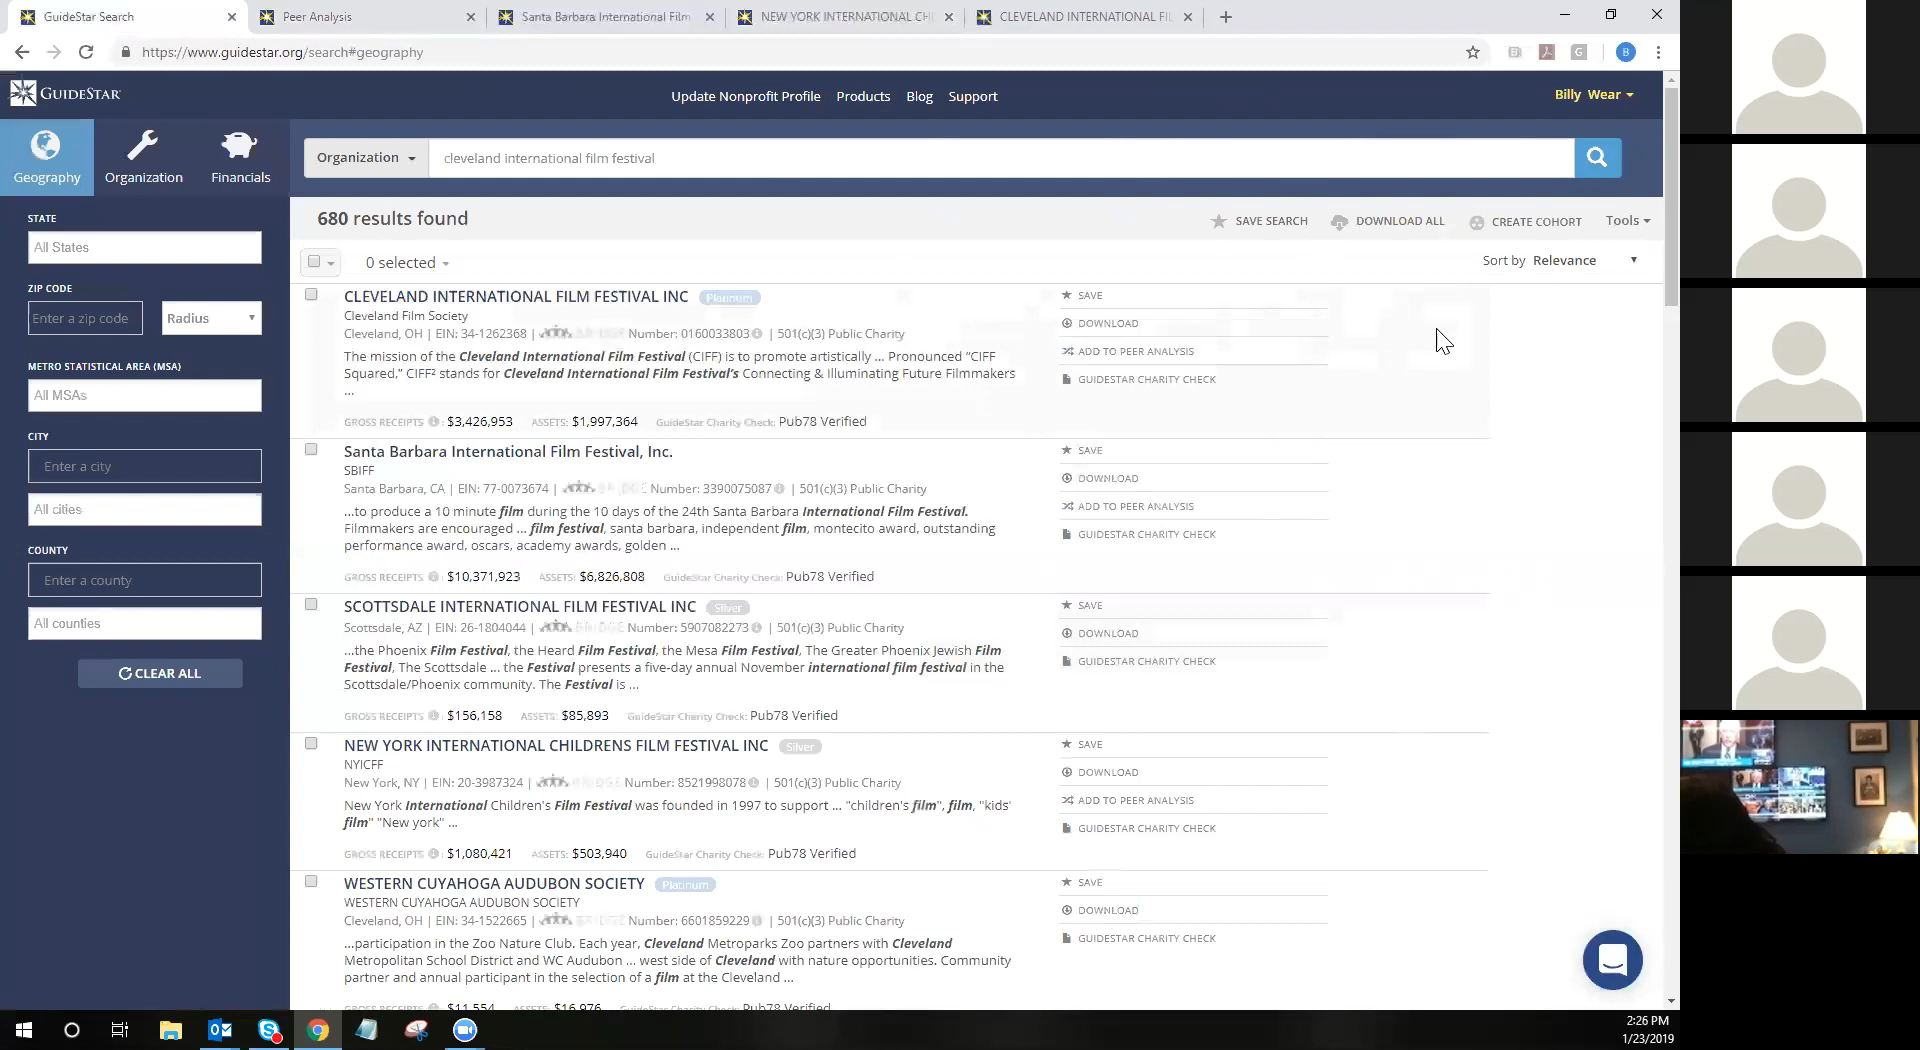 GuideStar Search
Peer Analysis
Santa Barbara International Film
NEW YORK INTERNATIONAL CHI
CLEVELAND INTERNATIONAL FIL
https://www.guidestar.org/search#geography
B
GUIDESTAR
Update Nonprofit Profile Products Blog Support
Billy Wear
Geography Organization Financials
Organization
cleveland international film festival
STATE
All States
ZIP CODE
Enter a zip code Radius
METRO STATISTICAL AREA (MSA)
All MSAs
CITY
Enter a city
All cities
COUNTY
Enter a county
All counties
CLEAR ALL
680 results found
SAVE SEARCH DOWNLOAD ALL CREATE COHORT Tools
0 selected
Sort by Relevance
CLEVELAND INTERNATIONAL FILM FESTIVAL INC Platinum
Cleveland Film Society
Cleveland, OH | EIN: 34-1262368 | Number: 0160033803 | 501(c)(3) Public Charity
The mission of the Cleveland International Film Festival (CIFF) is to promote artistically ... Pronounced "CIFF
Squared," CIFF² stands for Cleveland International Film Festival's Connecting & Illuminating Future Filmmakers
...
GROSS RECEIPTS : $3,426,953 ASSETS: $1,997,364 GuideStar Charity Check: Pub78 Verified
SAVE
DOWNLOAD
ADD TO PEER ANALYSIS
GUIDESTAR CHARITY CHECK
Santa Barbara International Film Festival, Inc.
SBIFF
Santa Barbara, CA | EIN: 77-0073674 | Number: 3390075087 | 501(c)(3) Public Charity
...to produce a 10 minute film during the 10 days of the 24th Santa Barbara International Film Festival.
Filmmakers are encouraged ... film festival, santa barbara, independent film, montecito award, outstanding
performance award, oscars, academy awards, golden ...
GROSS RECEIPTS : $10,371,923 ASSETS: $6,826,808 GuideStar Charity Check: Pub78 Verified
SAVE
DOWNLOAD
ADD TO PEER ANALYSIS
GUIDESTAR CHARITY CHECK
SCOTTSDALE INTERNATIONAL FILM FESTIVAL INC Silver
Scottsdale, AZ | EIN: 26-1804044 | Number: 5907082273 | 501(c)(3) Public Charity
...the Phoenix Film Festival, the Heard Film Festival, the Mesa Film Festival, The Greater Phoenix Jewish Film
Festival, The Scottsdale ... the Festival presents a five-day annual November international film festival in the
Scottsdale/Phoenix community. The Festival is ...
GROSS RECEIPTS : $156,158 ASSETS: $85,893 GuideStar Charity Check: Pub78 Verified
SAVE
DOWNLOAD
GUIDESTAR CHARITY CHECK
NEW YORK INTERNATIONAL CHILDRENS FILM FESTIVAL INC Silver
NYICFF
New York, NY | EIN: 20-3987324 | Number: 8521998078 | 501(c)(3) Public Charity
New York International Children's Film Festival was founded in 1997 to support ... "children's film", film, "kids'
film" "New york" ...
GROSS RECEIPTS : $1,080,421 ASSETS: $503,940 GuideStar Charity Check: Pub78 Verified
SAVE
DOWNLOAD
ADD TO PEER ANALYSIS
GUIDESTAR CHARITY CHECK
WESTERN CUYAHOGA AUDUBON SOCIETY Platinum
WESTERN CUYAHOGA AUDUBON SOCIETY
Cleveland, OH | EIN: 34-1522665 | Number: 6601859229 | 501(c)(3) Public Charity
...participation in the Zoo Nature Club. Each year, Cleveland Metroparks Zoo partners with Cleveland
Metropolitan School District and WC Audubon ... west side of Cleveland with nature opportunities. Community
partner and annual participant in the selection of a film at the Cleveland ...
GROSS RECEIPTS : $11,554 ASSETS: $16,976 GuideStar Charity Check: Pub78 Verified
SAVE
DOWNLOAD
GUIDESTAR CHARITY CHECK
2:26 PM
1/23/2019